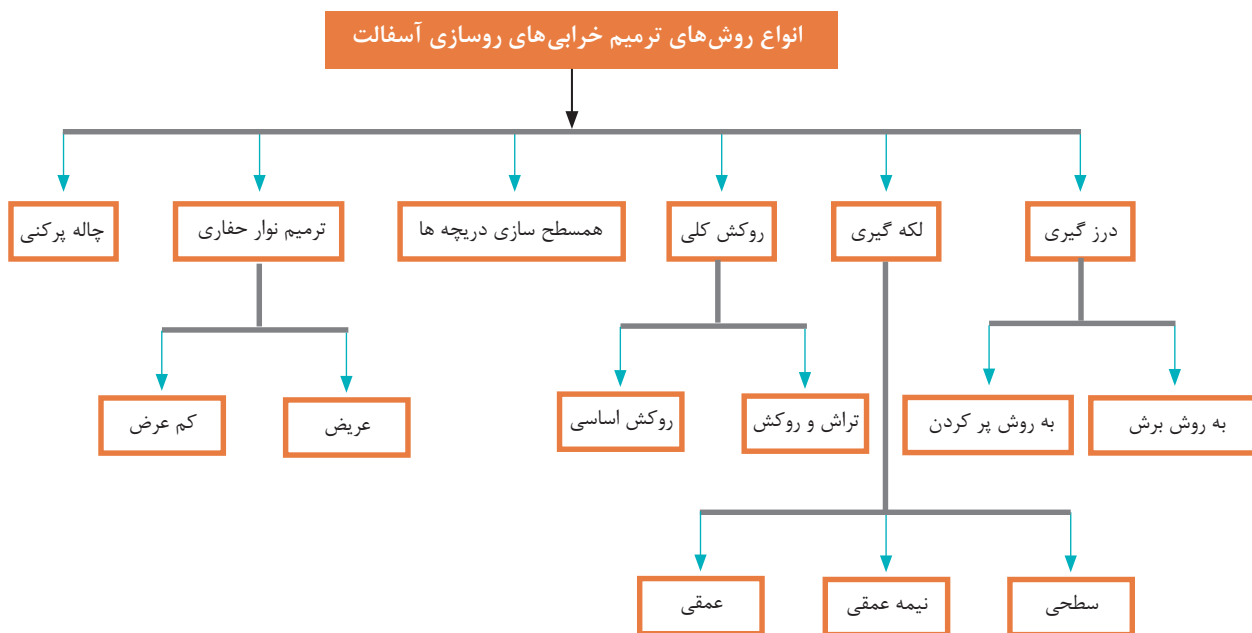 انواع روش‌های ترمیم خرابی‌های روسازی آسفالت
درز گیری
لکه گیری
روکش کلی
همسطح سازی دریچه ها
ترمیم نوار حفاری
چاله پرکنی
به روش برش
به روش پر کردن
تراش و روکش
روکش اساسی
عریض
کم عرض
سطحی
نیمه عمقی
عمقی